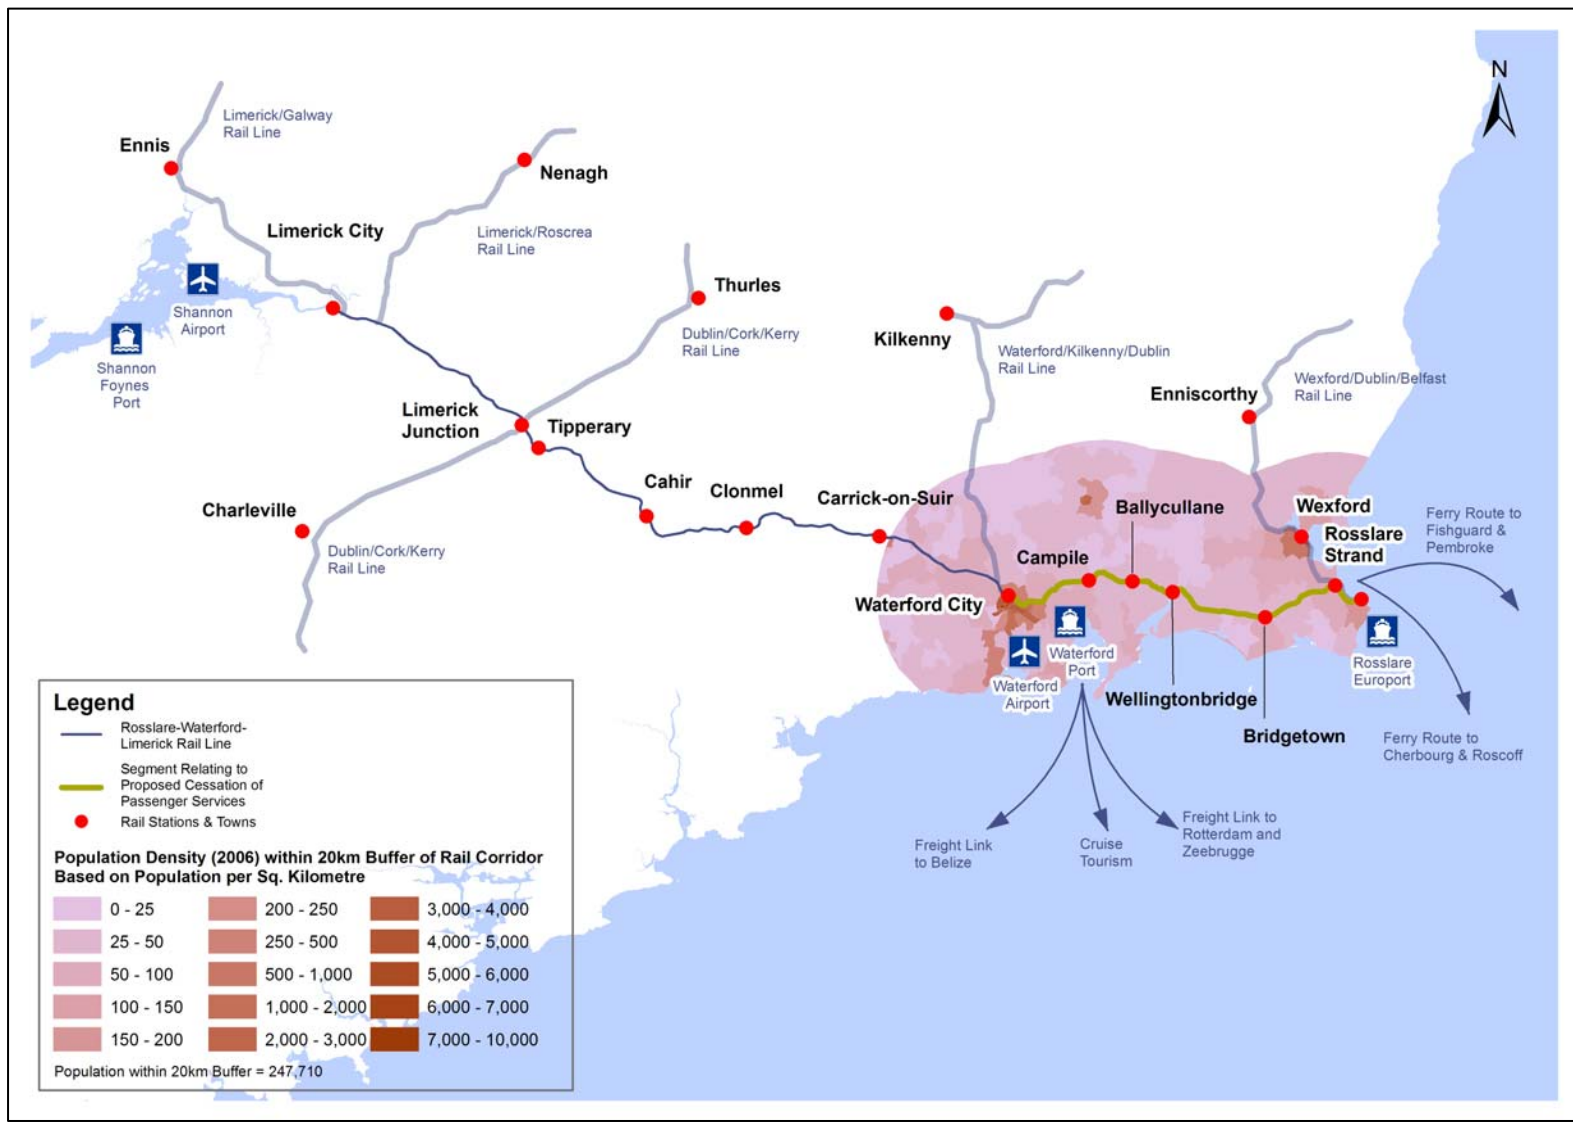 N
Limerick/Galway
Rail Line
Ennis
Nenagh
Limerick City
Limerick/Roscrea
Rail Line
Shannon
Airport
Thurles
Kilkenny
Dublin/Cork/Kerry
Rail Line
Waterford/Kilkenny/Dublin
Rail Line
Shannon
Foynes
Port
Wexford/Dublin/Belfast
Rail Line
Enniscorthy
Limerick
Junction
Tipperary
Cahir
Clonmel
Carrick-on-Suir
Ballycullane
Wexford
Rosslare
Strand
Ferry Route to
Fishguard &
Pembroke
Charleville
Dublin/Cork/Kerry
Rail Line
Campile
Waterford City
Waterford
Port
Waterford
Airport
Rosslare
Europort
Wellingtonbridge
Bridgetown
Ferry Route to
Cherbourg & Roscoff
Freight Link
to Belize
Cruise
Tourism
Freight Link to
Rotterdam and
Zeebrugge
Legend
Rosslare-Waterford-
Limerick Rail Line
Segment Relating to
Proposed Cessation of
Passenger Services
Rail Stations & Towns
Population Density (2006) within 20km Buffer of Rail Corridor
Based on Population per Sq. Kilometre
0 - 25
25 - 50
50 - 100
100 - 150
150 - 200
200 - 250
250 - 500
500 - 1,000
1,000 - 2,000
2,000 - 3,000
3,000 - 4,000
4,000 - 5,000
5,000 - 6,000
6,000 - 7,000
7,000 - 10,000
Population within 20km Buffer = 247,710